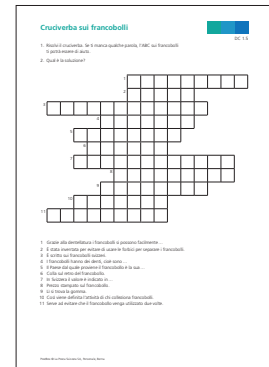 Cruciverba sui francobolli
DC 1.5
1. Risolvi il cruciverba. Se ti manca qualche parola, l'ABC sui francobolli
ti potrà essere di aiuto.
2. Qual è la soluzione?
1
2
3
4
5
6
7
8
9
10
11
1 Grazie alla dentellatura i francobolli si possono facilmente…
2 È stata inventata per evitare di usare le forbici per separare i francobolli.
3 È scritto sui francobolli svizzeri.
4 I francobolli hanno dei denti, cioè sono…
5 Il Paese dal quale proviene il francobollo è la sua…
6 Colla sul retro del francobollo.
7 In Svizzera il valore è indicato in…
8 Prezzo stampato sul francobollo.
9 Lì si trova la gomma.
10 Così viene definita l'attività di chi colleziona francobolli.
11 Serve ad evitare che il francobollo venga utilizzato due volte.